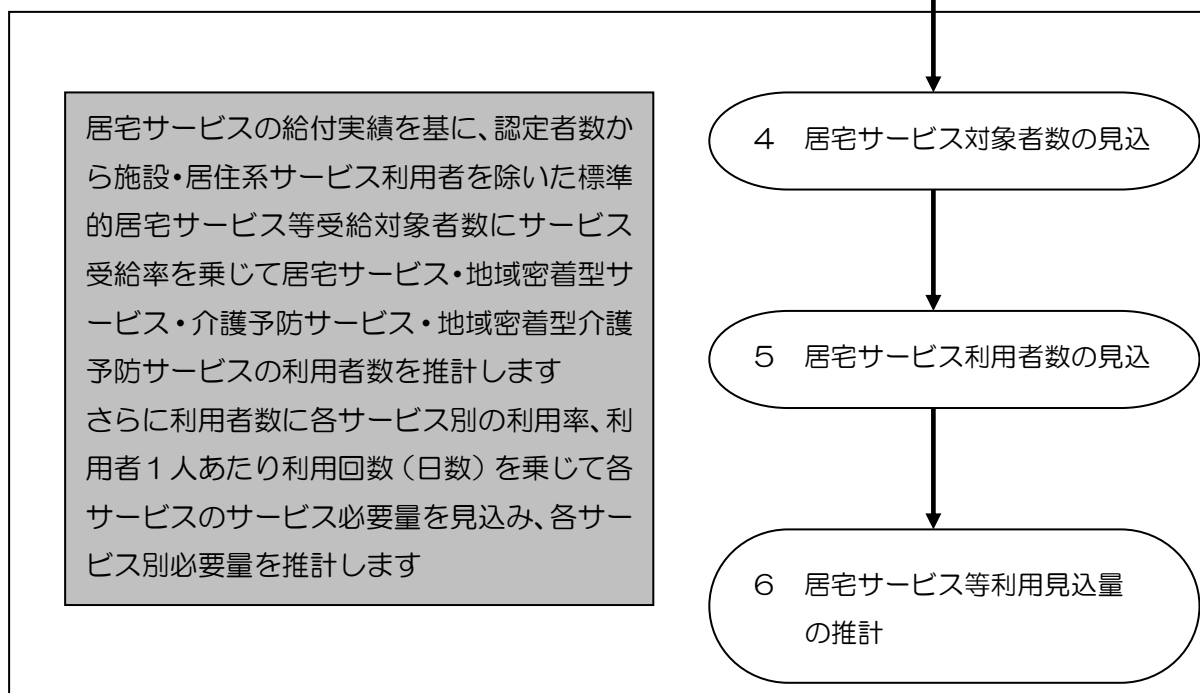 居宅サービスの給付実績を基に、認定者数か
ら施設・居住系サービス利用者を除いた標準
的居宅サービス等受給対象者数にサービス
受給率を乗じて居宅サービス・地域密着型サ
ービス・介護予防サービス・地域密着型介護
予防サービスの利用者数を推計します
さらに利用者数に各サービス別の利用率、利
用者１人あたり利用回数（日数）を乗じて各
サービスのサービス必要量を見込み、各サー
ビス別必要量を推計します
４　居宅サービス対象者数の見込
５　居宅サービス利用者数の見込
６　居宅サービス等利用見込量
の推計